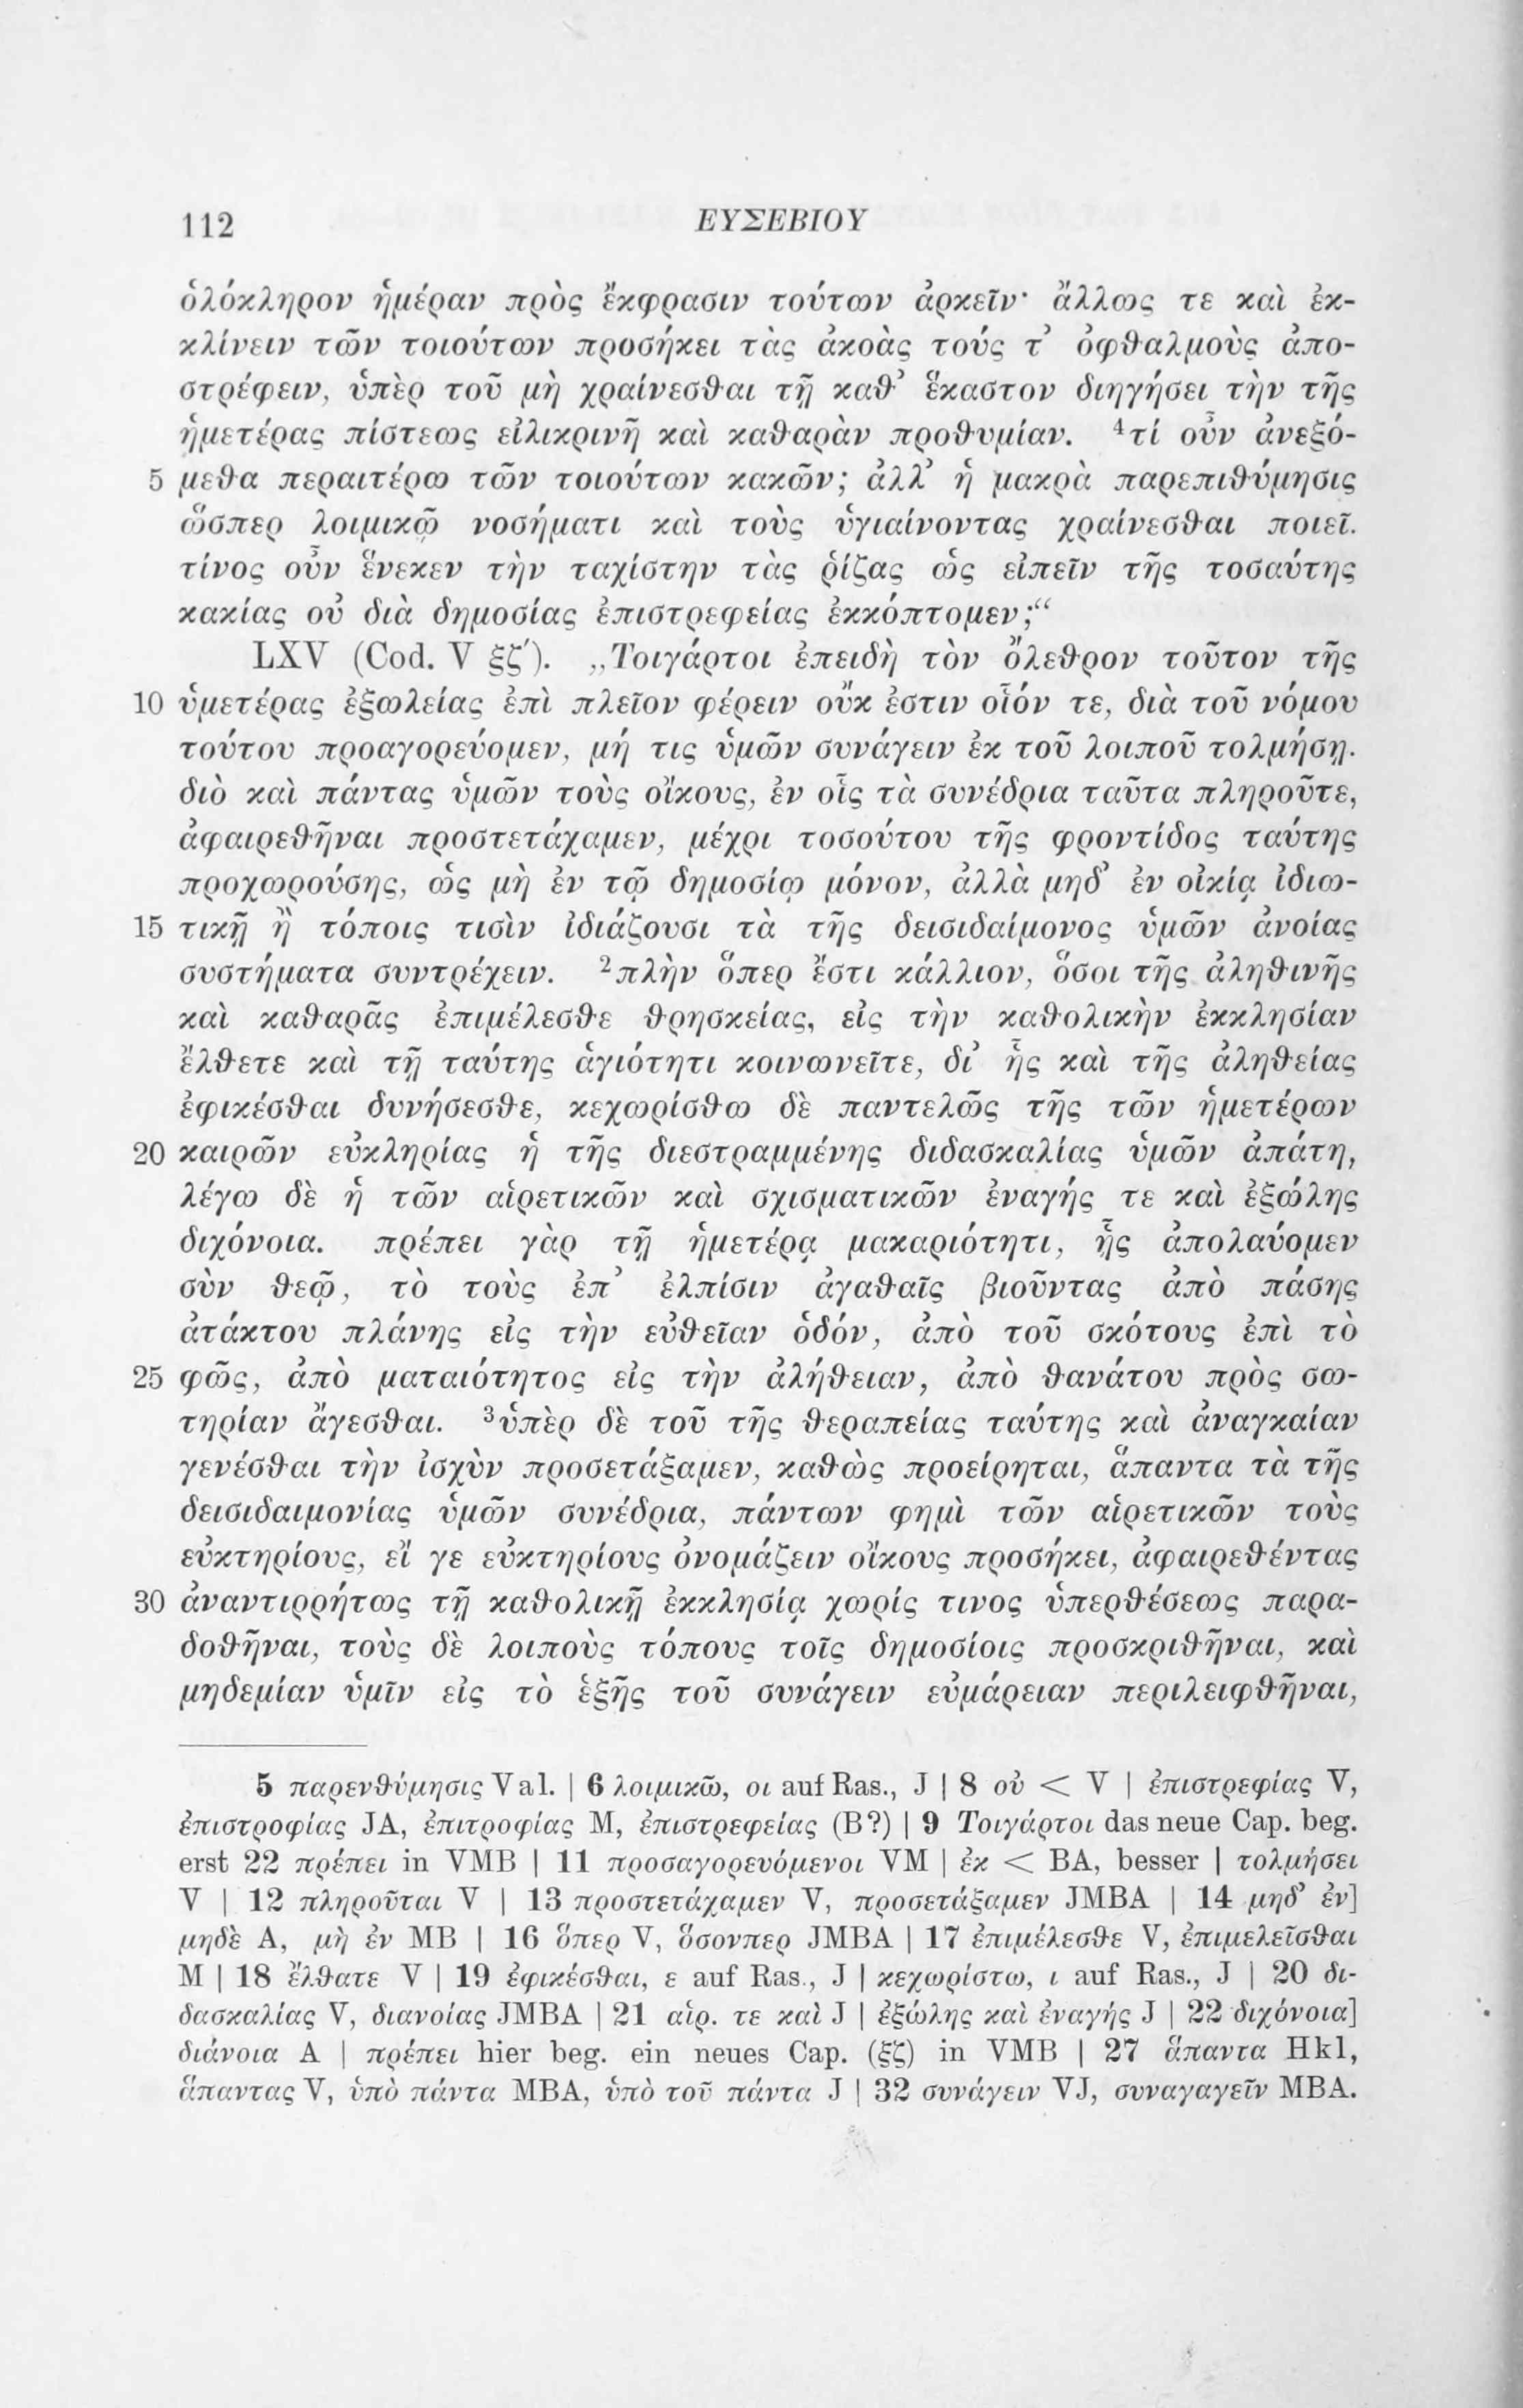 112 ΕΥΣΕΒΙΟΥ
ὁλόκληρον ἡμέραν πρὸς ἔκφρασιν τούτων ἀρκεῖν· ἄλλως τε καὶ ἐκ-
κλίνειν τῶν τοιούτων προσήκει τὰς ἀκοὰς τούς τ’ ὀφθαλμοὺς ἀπο-
στρέφειν, ὑπὲρ τοῦ μὴ χραίνεσθαι τῇ καθ’ ἕκαστον διηγήσει τὴν τῆς
ἡμετέρας πίστεως εἰλικρινῆ καὶ καθαρὰν προθυμίαν. ⁴τί οὖν ἀνεξό-
5 μεθα περαιτέρω τῶν τοιούτων κακῶν; ἀλλ’ ἡ μακρὰ παρεπιθύμησις
ὥσπερ λοιμικῷ νοσήματι καὶ τοὺς ὑγιαίνοντας χραίνεσθαι ποιεῖ.
τίνος οὖν ἕνεκεν τὴν ταχίστην τὰς ῥίζας ὡς εἰπεῖν τῆς τοσαύτης
κακίας οὐ διὰ δημοσίας ἐπιστρεφείας ἐκκόπτομεν;“
LXV (Cod. V ξζ′). „Τοιγάρτοι ἐπειδὴ τὸν ὄλεθρον τοῦτον τῆς
10 ὑμετέρας ἐξωλείας ἐπὶ πλεῖον φέρειν οὔκ ἐστιν οἷόν τε, διὰ τοῦ νόμου
τούτου προαγορεύομεν, μή τις ὑμῶν συνάγειν ἐκ τοῦ λοιποῦ τολμήσῃ.
διὸ καὶ πάντας ὑμῶν τοὺς οἴκους, ἐν οἷς τὰ συνέδρια ταῦτα πληροῦτε,
ἀφαιρεθῆναι προστετάχαμεν, μέχρι τοσούτου τῆς φροντίδος ταύτης
προχωρούσης, ὡς μὴ ἐν τῷ δημοσίῳ μόνον, ἀλλὰ μηδ’ ἐν οἰκίᾳ ἰδιω-
15 τικῇ ἢ τόποις τισὶν ἰδιάζουσι τὰ τῆς δεισιδαίμονος ὑμῶν ἀνοίας
συστήματα συντρέχειν. ²πλὴν ὅπερ ἔστι κάλλιον, ὅσοι τῆς ἀληθινῆς
καὶ καθαρᾶς ἐπιμέλεσθε θρησκείας, εἰς τὴν καθολικὴν ἐκκλησίαν
ἔλθετε καὶ τῇ ταύτης ἁγιότητι κοινωνεῖτε, δι’ ἧς καὶ τῆς ἀληθείας
ἐφικέσθαι δυνήσεσθε, κεχωρίσθω δὲ παντελῶς τῆς τῶν ἡμετέρων
20 καιρῶν εὐκληρίας ἡ τῆς διεστραμμένης διδασκαλίας ὑμῶν ἀπάτη,
λέγω δὲ ἡ τῶν αἱρετικῶν καὶ σχισματικῶν ἐναγής τε καὶ ἐξώλης
διχόνοια. πρέπει γὰρ τῇ ἡμετέρᾳ μακαριότητι, ἧς ἀπολαύομεν
σὺν θεῷ, τὸ τοὺς ἐπ’ ἐλπίσιν ἀγαθαῖς βιοῦντας ἀπὸ πάσης
ἀτάκτου πλάνης εἰς τὴν εὐθεῖαν ὁδόν, ἀπὸ τοῦ σκότους ἐπὶ τὸ
25 φῶς, ἀπὸ ματαιότητος εἰς τὴν ἀλήθειαν, ἀπὸ θανάτου πρὸς σω-
τηρίαν ἄγεσθαι. ³ὑπὲρ δὲ τοῦ τῆς θεραπείας ταύτης καὶ ἀναγκαίαν
γενέσθαι τὴν ἰσχὺν προσετάξαμεν, καθὼς προείρηται, ἅπαντα τὰ τῆς
δεισιδαιμονίας ὑμῶν συνέδρια, πάντων φημὶ τῶν αἱρετικῶν τοὺς
εὐκτηρίους, εἴ γε εὐκτηρίους ὀνομάζειν οἴκους προσήκει, ἀφαιρεθέντας
30 ἀναντιρρήτως τῇ καθολικῇ ἐκκλησίᾳ χωρίς τινος ὑπερθέσεως παρα-
δοθῆναι, τοὺς δὲ λοιποὺς τόπους τοῖς δημοσίοις προσκριθῆναι, καὶ
μηδεμίαν ὑμῖν εἰς τὸ ἑξῆς τοῦ συνάγειν εὐμάρειαν περιλειφθῆναι,
5 παρενθύμησις Val. | 6 λοιμικῶ, οι auf Ras., J | 8 οὐ < V | ἐπιστρεφίας V,
ἐπιστροφίας JA, ἐπιτροφίας M, ἐπιστρεφείας (B?) | 9 Τοιγάρτοι das neue Cap. beg.
erst 22 πρέπει in VMB | 11 προσαγορευόμενοι VM | ἐκ < BA, besser | τολμήσει
V | 12 πληροῦται V | 13 προστετάχαμεν V, προσετάξαμεν JMBA | 14 μηδ’ ἐν]
μηδὲ A, μὴ ἐν MB | 16 ὅπερ V, ὅσονπερ JMBA | 17 ἐπιμέλεσθε V, ἐπιμελεῖσθαι
M | 18 ἔλθατε V | 19 ἐφικέσθαι, ε auf Ras., J | κεχωρίστω, ι auf Ras., J | 20 δι-
δασκαλίας V, διανοίας JMBA | 21 αἱρ. τε καὶ J | ἐξώλης καὶ ἐναγής J | 22 διχόνοια]
διάνοια A | πρέπει hier beg. ein neues Cap. (ξζ) in VMB | 27 ἅπαντα Hkl,
ἅπαντας V, ὑπὸ πάντα MBA, ὑπὸ τοῦ πάντα J | 32 συνάγειν VJ, συναγαγεῖν MBA.